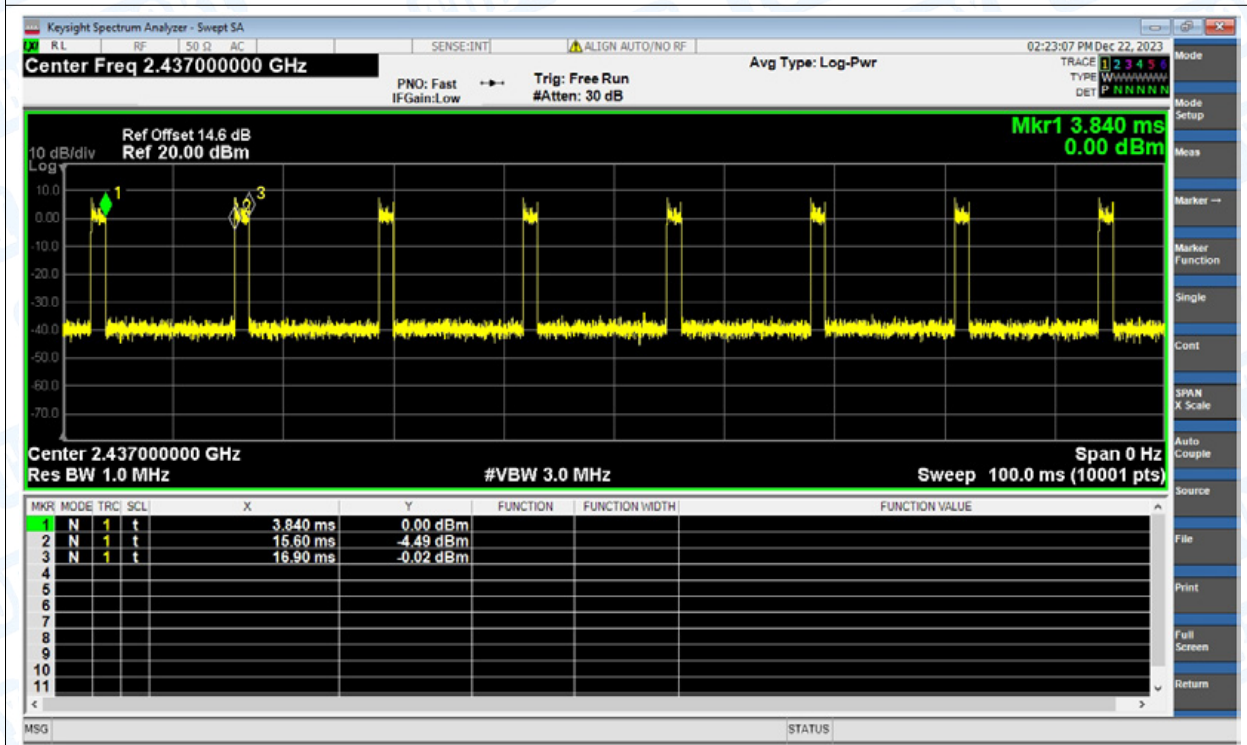 Keysight Spectrum Analyzer - Swept SA
RL RF 50 Ω AC SENSE:INT ALIGN AUTO/NO RF 02:23:07 PM Dec 22, 2023
Center Freq 2.437000000 GHz
Avg Type: Log-Pwr
TRACE 1 2 3 4 5 6
TYPE WWWWWW
DET P N N N N N
PNO: Fast
IFGain:Low
Trig: Free Run
#Atten: 30 dB
Mkr1 3.840 ms
0.00 dBm
Ref Offset 14.6 dB
10 dB/div Ref 20.00 dBm
Log
10.0
0.00
-10.0
-20.0
-30.0
-40.0
-50.0
-60.0
-70.0
1
2
3
Center 2.437000000 GHz Span 0 Hz
Res BW 1.0 MHz #VBW 3.0 MHz Sweep 100.0 ms (10001 pts)
MKR MODE TRC SCL X Y FUNCTION FUNCTION WIDTH FUNCTION VALUE
1 N 1 t 3.840 ms 0.00 dBm
2 N 1 t 15.60 ms -4.49 dBm
3 N 1 t 16.90 ms -0.02 dBm
4
5
6
7
8
9
10
11
MSG STATUS
Mode
Mode Setup
Meas
Marker →
Marker Function
Single
Cont
SPAN X Scale
Auto Couple
Source
File
Print
Full Screen
Return